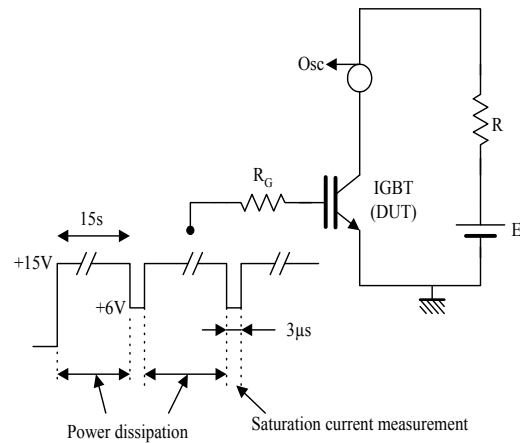 Osc
R
R_G
IGBT
(DUT)
E
15s
+15V
+6V
3µs
Power dissipation
Saturation current measurement